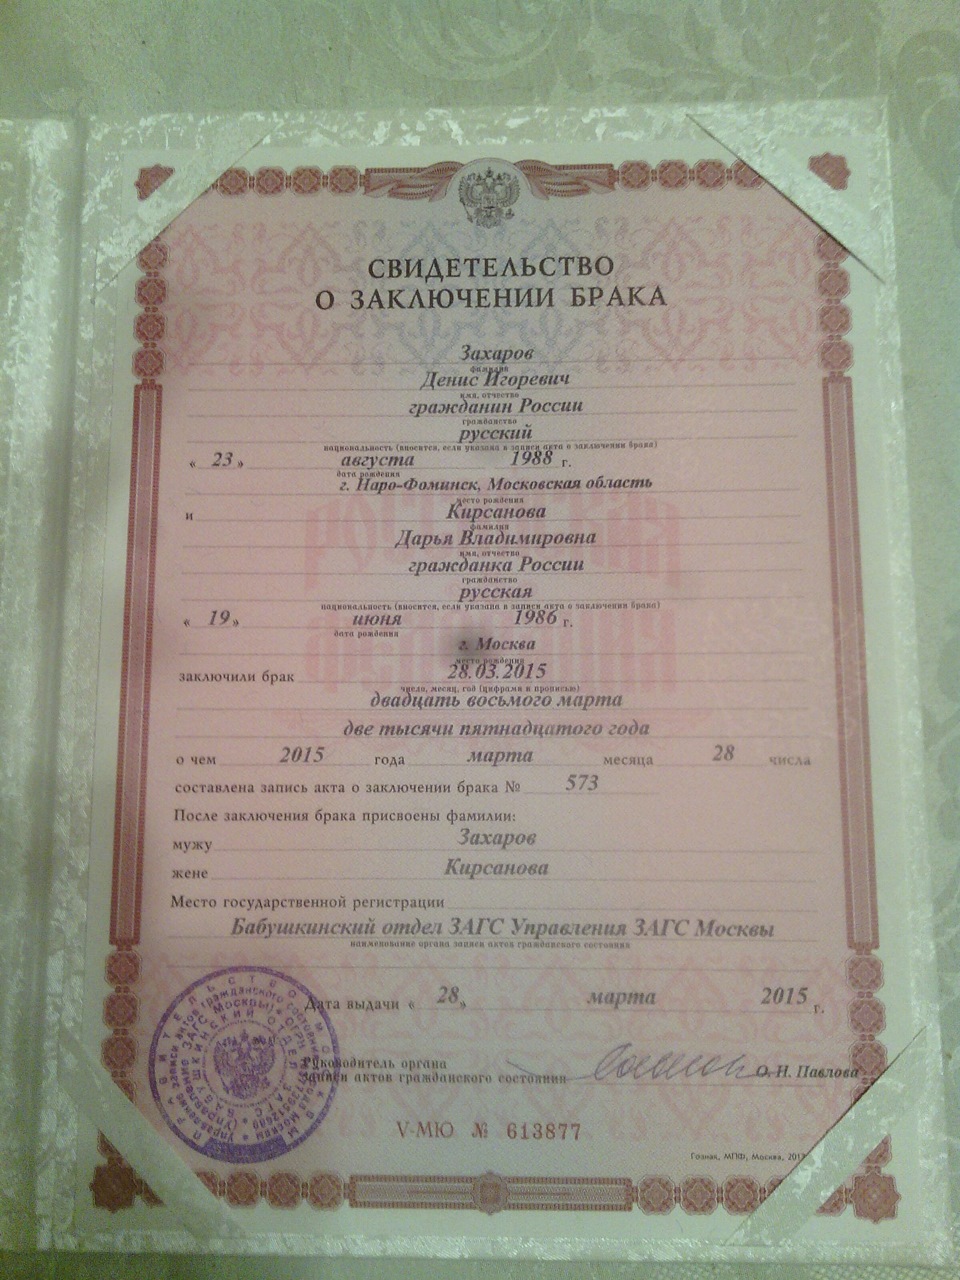 СВИДЕТЕЛЬСТВО
О ЗАКЛЮЧЕНИИ БРАКА
Захаров
фамилия
Денис Игоревич
имя, отчество
гражданин России
гражданство
русский
национальность (вносится, если указана в записи акта о заключении брака)
« 23 » августа 1988 г.
дата рождения
г. Наро-Фоминск, Московская область
место рождения
и Кирсанова
фамилия
Дарья Владимировна
имя, отчество
гражданка России
гражданство
русская
национальность (вносится, если указана в записи акта о заключении брака)
« 19 » июня 1986 г.
дата рождения
г. Москва
место рождения
заключили брак 28.03.2015
число, месяц, год (цифрами и прописью)
двадцать восьмого марта
две тысячи пятнадцатого года
о чем 2015 года марта месяца 28 числа
составлена запись акта о заключении брака № 573
После заключения брака присвоены фамилии:
мужу Захаров
жене Кирсанова
Место государственной регистрации
Бабушкинский отдел ЗАГС Управления ЗАГС Москвы
наименование органа записи актов гражданского состояния
Дата выдачи « 28 » марта 2015 г.
Руководитель органа
записи актов гражданского состояния О. Н. Павлова
V-МЮ № 613877
Гознак, МПФ, Москва,